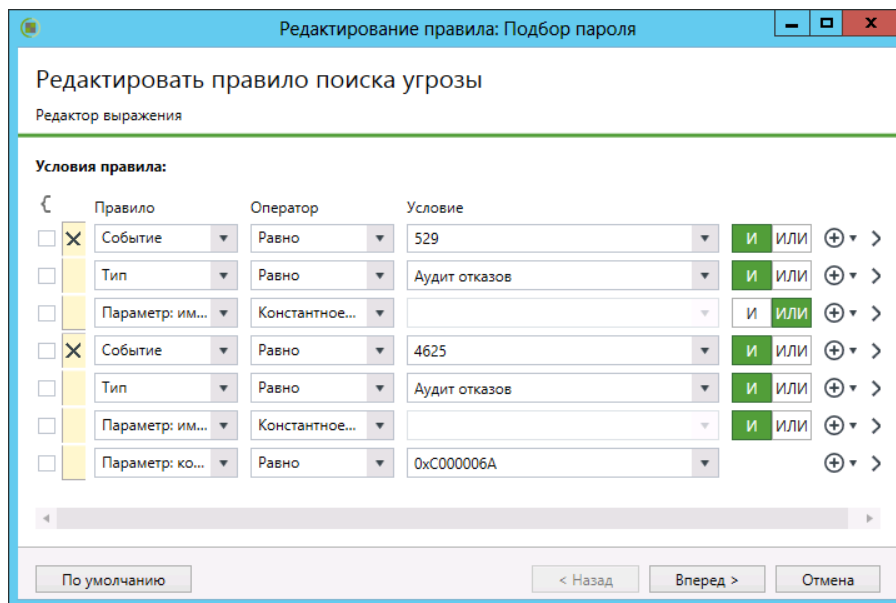 Редактирование правила: Подбор пароля
Редактировать правило поиска угрозы
Редактор выражения
Условия правила:
Правило Оператор Условие
Событие Равно 529 И ИЛИ
Тип Равно Аудит отказов И ИЛИ
Параметр: им... Константное... И ИЛИ
Событие Равно 4625 И ИЛИ
Тип Равно Аудит отказов И ИЛИ
Параметр: им... Константное... И ИЛИ
Параметр: ко... Равно 0xC000006A
По умолчанию < Назад Вперед > Отмена